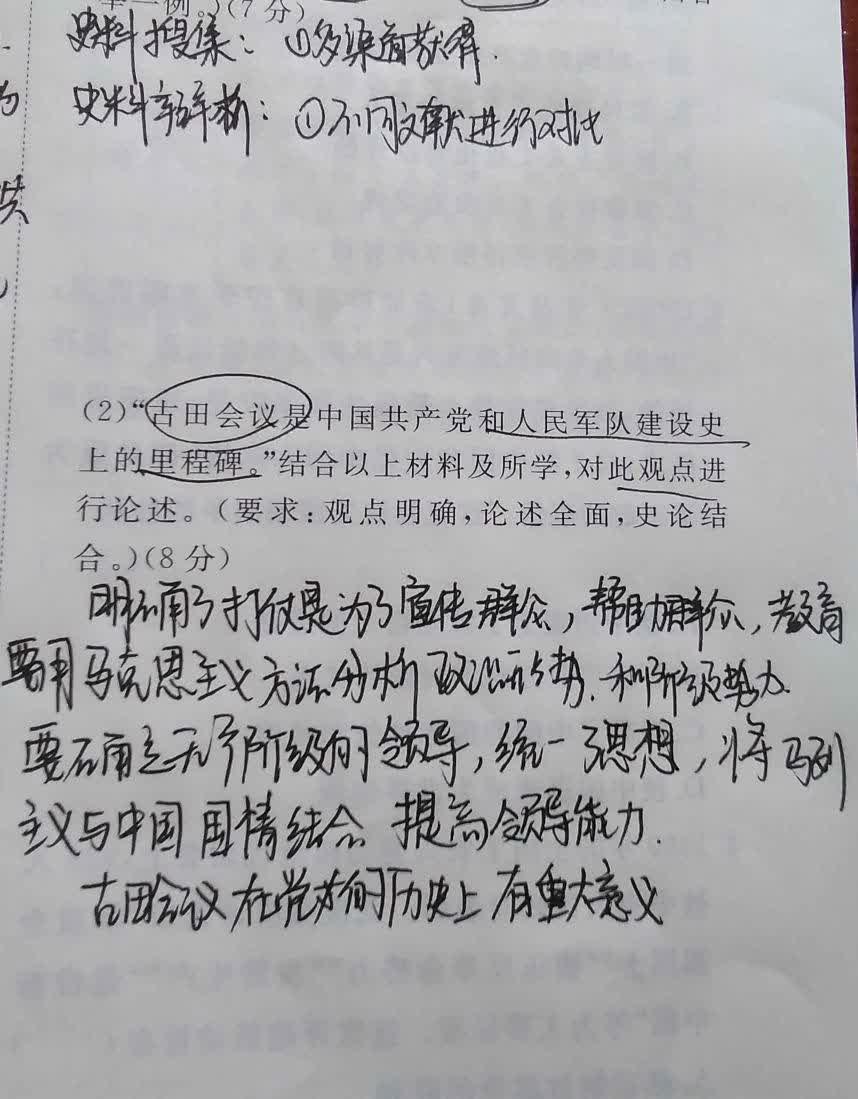 举一例。)(7分)
史料搜集：①多渠道获得.
史料辛辞析：①不同文献进行对比
(2)“古田会议是中国共产党和人民军队建设史
上的里程碑。”结合以上材料及所学,对此观点进
行论述。(要求:观点明确,论述全面,史论结
合。)(8分)
明确了打仗是为了宣传群众，帮助群众，教育
要用马克思主义方法分析政治形势.和阶级势力.
要确立无产阶级的领导，统一了思想，将马列
主义与中国国情结合 提高领导能力.
古田会议在党的历史上有重大意义